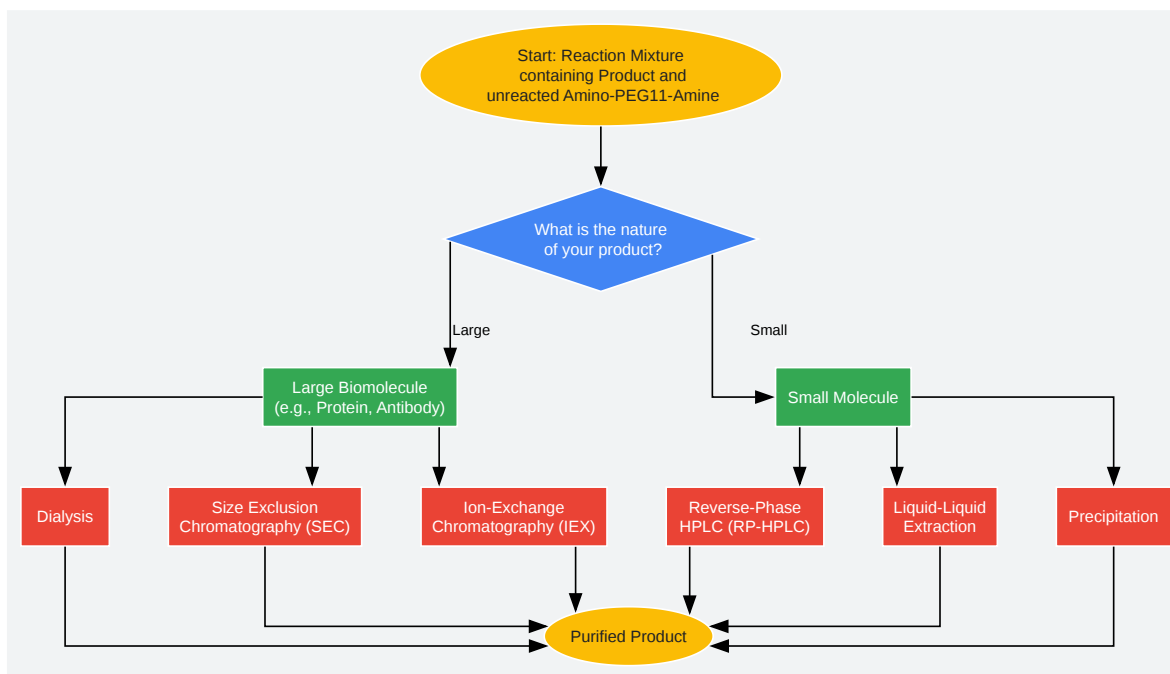 Start: Reaction Mixture
containing Product and
unreacted Amino-PEG11-Amine
What is the nature
of your product?
Large
Small
Large Biomolecule
(e.g., Protein, Antibody)
Small Molecule
Dialysis
Size Exclusion
Chromatography (SEC)
Ion-Exchange
Chromatography (IEX)
Reverse-Phase
HPLC (RP-HPLC)
Liquid-Liquid
Extraction
Precipitation
Purified Product